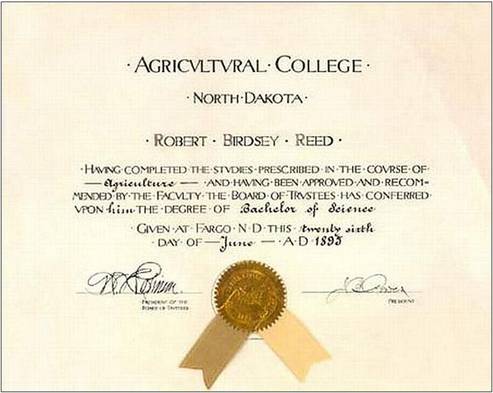 · AGRICVLTVRAL · COLLEGE ·
· NORTH · DAKOTA ·
· ROBERT · BIRDSEY · REED ·
· HAVING · COMPLETED · THE · STVDIES · PRESCRIBED · IN · THE · COVRSE · OF ·
Agriculture · AND · HAVING · BEEN · APPROVED · AND · RECOM-
MENDED · BY · THE · FACVLTY · THE · BOARD · OF · TRVSTEES · HAS · CONFERRED
VPON · him · THE · DEGREE · OF · Bachelor of Science
GIVEN · AT · FARGO · N · D · THIS · twenty sixth
DAY · OF — June — · A · D · 1895
PRESIDENT OF THE
BOARD OF TRVSTEES
PRESIDENT